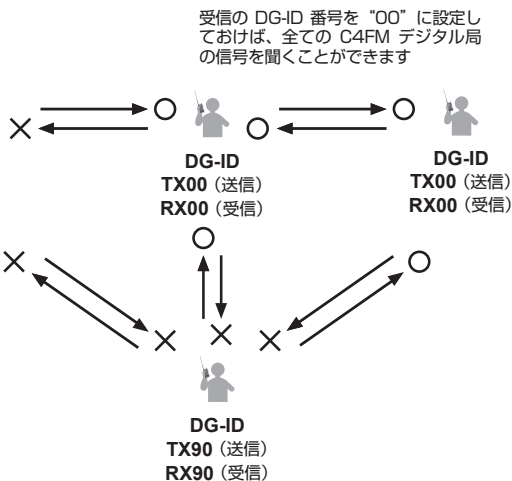 受信の DG-ID 番号を “00” に設定し
ておけば、全ての C4FM デジタル局
の信号を聞くことができます
DG-ID
TX00（送信）
RX00（受信）
DG-ID
TX00（送信）
RX00（受信）
DG-ID
TX90（送信）
RX90（受信）